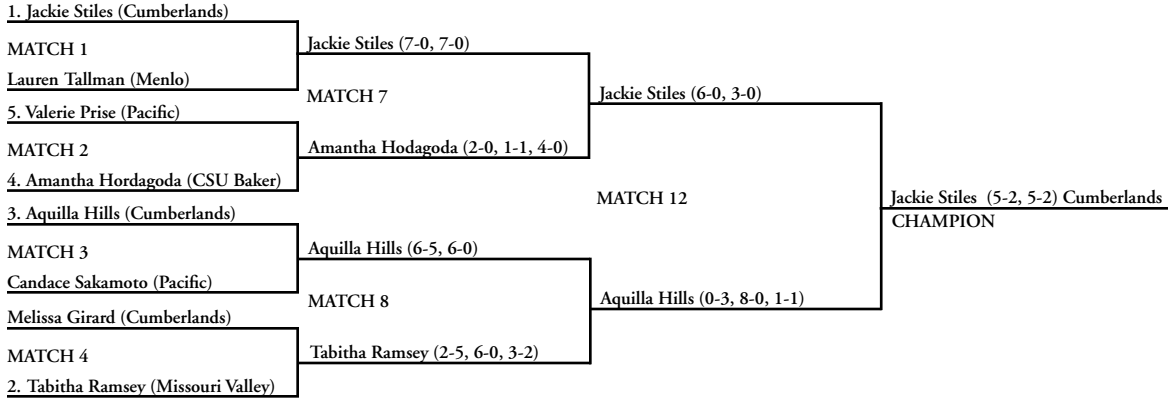 1. Jackie Stiles (Cumberlands)
MATCH 1
Lauren Tallman (Menlo)
5. Valerie Prise (Pacific)
MATCH 2
4. Amantha Hordagoda (CSU Baker)
3. Aquilla Hills (Cumberlands)
MATCH 3
Candace Sakamoto (Pacific)
Melissa Girard (Cumberlands)
MATCH 4
2. Tabitha Ramsey (Missouri Valley)
Jackie Stiles (7-0, 7-0)
MATCH 7
Amantha Hodagoda (2-0, 1-1, 4-0)
Aquilla Hills (6-5, 6-0)
MATCH 8
Tabitha Ramsey (2-5, 6-0, 3-2)
Jackie Stiles (6-0, 3-0)
MATCH 12
Aquilla Hills (0-3, 8-0, 1-1)
Jackie Stiles (5-2, 5-2) Cumberlands
CHAMPION